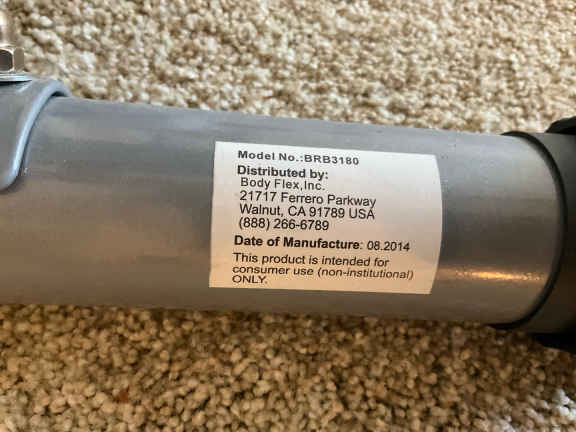 Model No.:BRB3180
Distributed by:
Body Flex,Inc.
21717 Ferrero Parkway
Walnut, CA 91789 USA
(888) 266-6789
Date of Manufacture: 08.2014
This product is intended for
consumer use (non-institutional)
ONLY.